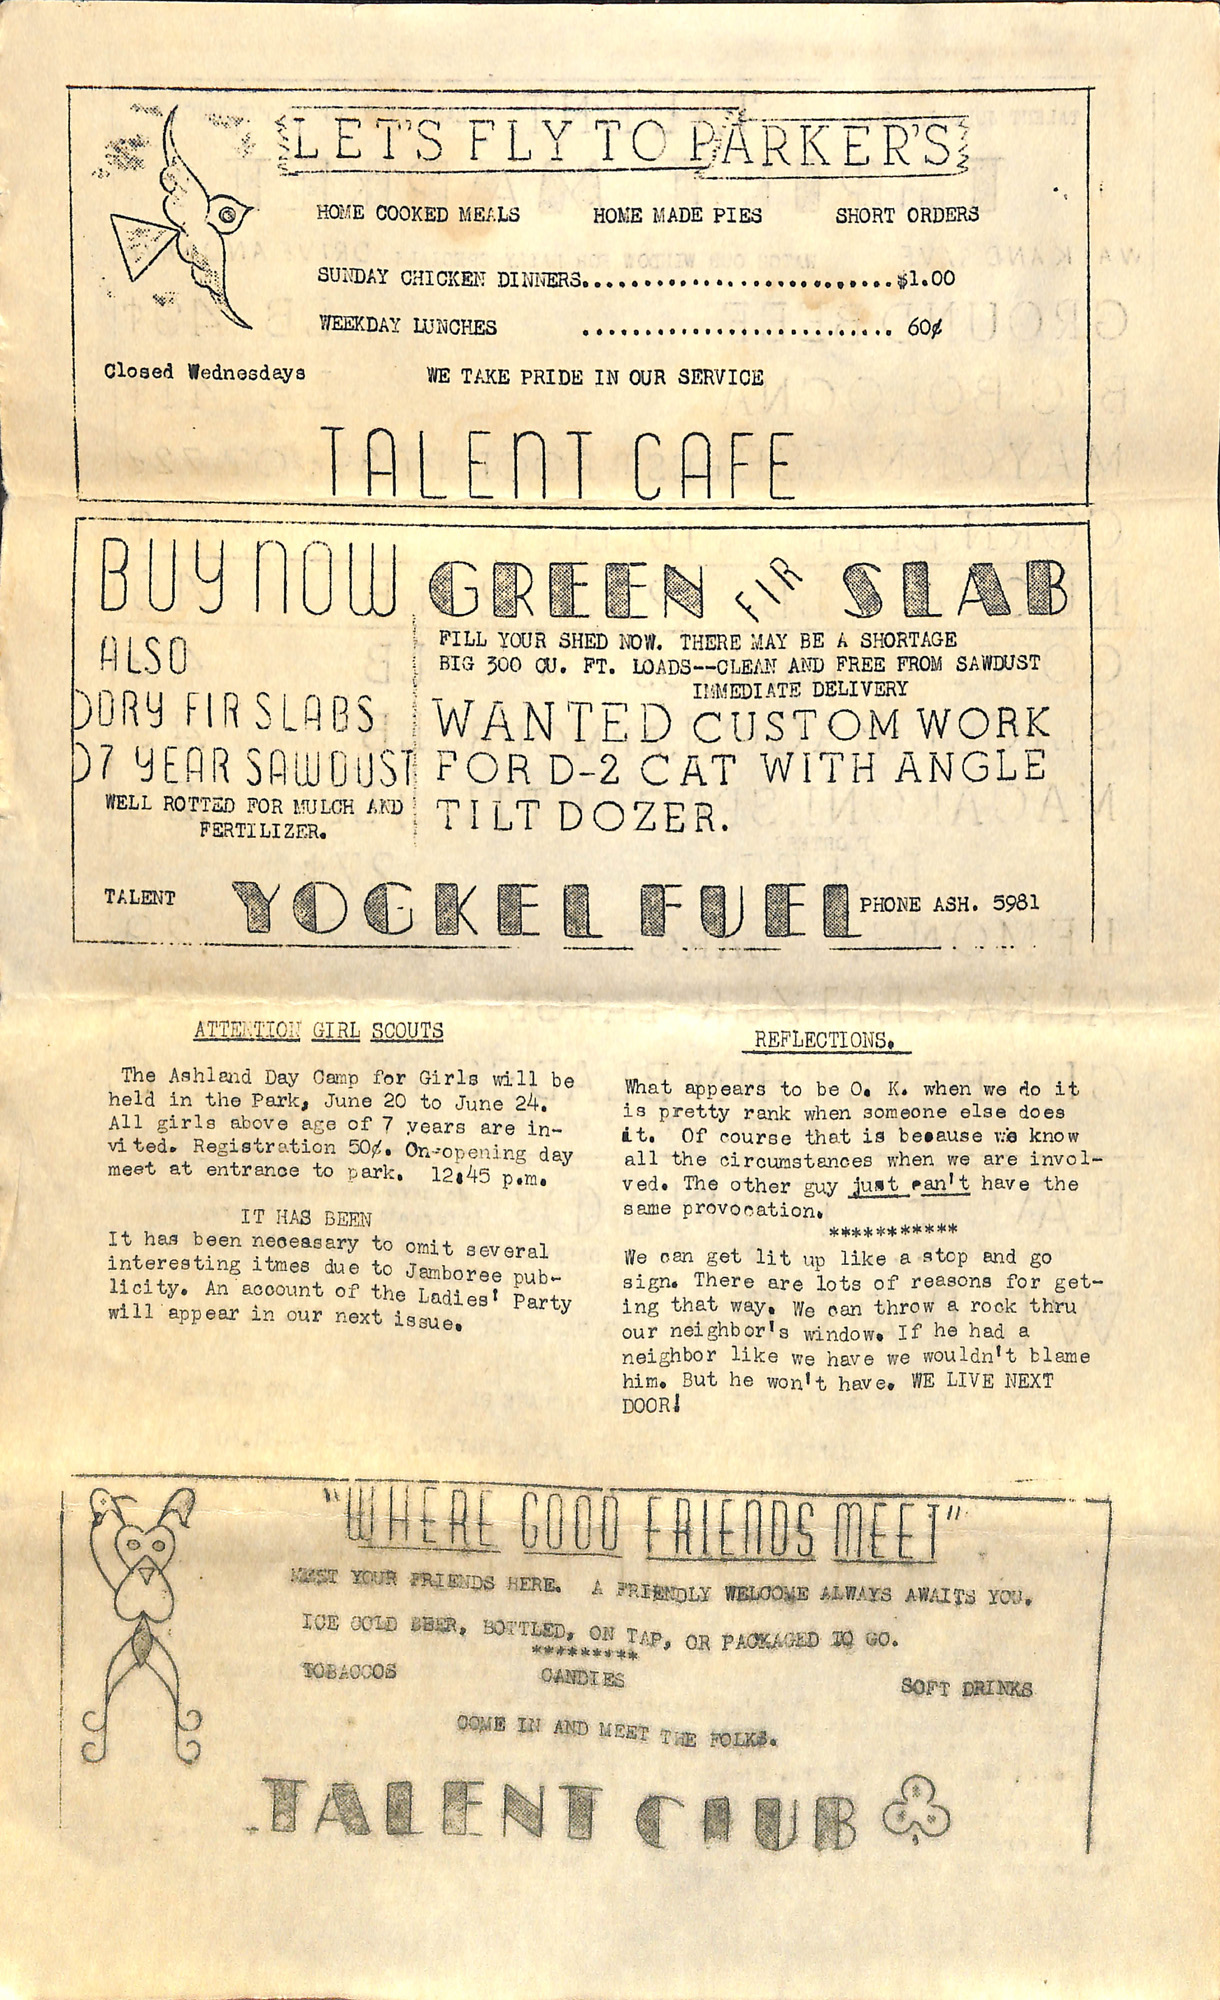 LET'S FLY TO PARKER'S
HOME COOKED MEALS HOME MADE PIES SHORT ORDERS
SUNDAY CHICKEN DINNERS...........................$1.00
WEEKDAY LUNCHES ........................... 60¢
Closed Wednesdays WE TAKE PRIDE IN OUR SERVICE
TALENT CAFE
BUY NOW GREEN FIR SLAB
ALSO
DRY FIR SLABS
7 YEAR SAWDUST
WELL ROTTED FOR MULCH AND
FERTILIZER.
FILL YOUR SHED NOW. THERE MAY BE A SHORTAGE
BIG 300 CU. FT. LOADS--CLEAN AND FREE FROM SAWDUST
IMMEDIATE DELIVERY
WANTED CUSTOM WORK
FOR D-2 CAT WITH ANGLE
TILT DOZER.
TALENT YOCKEL FUEL PHONE ASH. 5981
ATTENTION GIRL SCOUTS
The Ashland Day Camp for Girls will be
held in the Park, June 20 to June 24.
All girls above age of 7 years are in-
vited. Registration 50¢. On-opening day
meet at entrance to park. 12:45 p.m.
IT HAS BEEN
It has been necessary to omit several
interesting itmes due to Jamboree pub-
licity. An account of the Ladies' Party
will appear in our next issue.
REFLECTIONS.
What appears to be O. K. when we do it
is pretty rank when someone else does
it. Of course that is because we know
all the circumstances when we are invol-
ved. The other guy just can't have the
same provocation.
***********
We can get lit up like a stop and go
sign. There are lots of reasons for get-
ing that way. We can throw a rock thru
our neighbor's window. If he had a
neighbor like we have we wouldn't blame
him. But he won't have. WE LIVE NEXT
DOOR!
"WHERE GOOD FRIENDS MEET"
MEET YOUR FRIENDS HERE. A FRIENDLY WELCOME ALWAYS AWAITS YOU.
ICE COLD BEER, BOTTLED, ON TAP, OR PACKAGED TO GO.
*********
TOBACCOS CANDIES SOFT DRINKS
COME IN AND MEET THE FOLKS.
TALENT CLUB